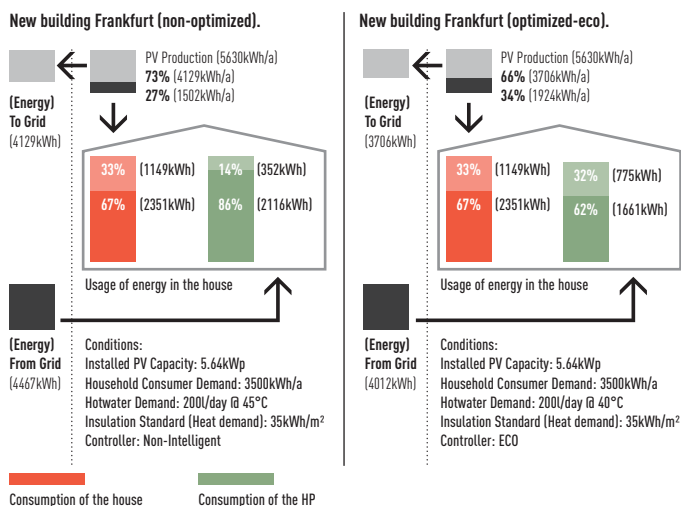 New building Frankfurt (non-optimized).
PV Production (5630kWh/a)
73% (4129kWh/a)
27% (1502kWh/a)
(Energy)
To Grid
(4129kWh)
33% (1149kWh) 14% (352kWh)
67% (2351kWh) 86% (2116kWh)
Usage of energy in the house
(Energy)
From Grid
(4467kWh)
Conditions:
Installed PV Capacity: 5.64kWp
Household Consumer Demand: 3500kWh/a
Hotwater Demand: 200l/day @ 45°C
Insulation Standard (Heat demand): 35kWh/m²
Controller: Non-Intelligent
New building Frankfurt (optimized-eco).
PV Production (5630kWh/a)
66% (3706kWh/a)
34% (1924kWh/a)
(Energy)
To Grid
(3706kWh)
33% (1149kWh) 32% (775kWh)
67% (2351kWh) 62% (1661kWh)
Usage of energy in the house
(Energy)
From Grid
(4012kWh)
Conditions:
Installed PV Capacity: 5.64kWp
Household Consumer Demand: 3500kWh/a
Hotwater Demand: 200l/day @ 40°C
Insulation Standard (Heat demand): 35kWh/m²
Controller: ECO
Consumption of the house
Consumption of the HP